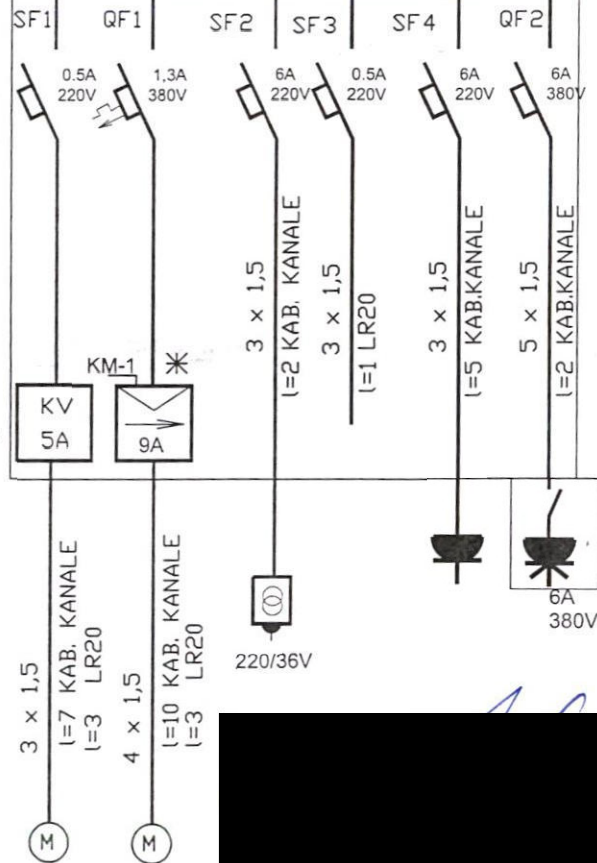 SF1
QF1
SF2
SF3
SF4
QF2
0.5A
220V
1,3A
380V
6A
220V
0.5A
220V
6A
220V
6A
380V
3 × 1,5
l=2 KAB. KANALE
3 × 1,5
l=1 LR20
3 × 1,5
l=5 KAB.KANALE
5 × 1,5
l=2 KAB.KANALE
KM-1
KV
5A
9A
220/36V
6A
380V
3 × 1,5
l=7 KAB. KANALE
l=3 LR20
4 × 1,5
l=10 KAB. KANALE
l=3 LR20
M
M